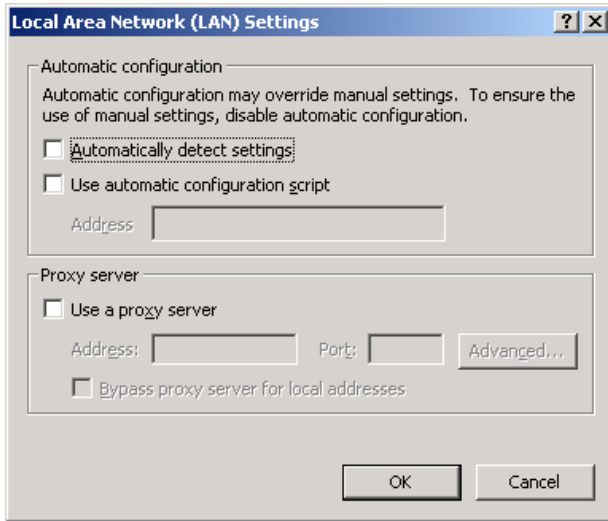 Local Area Network (LAN) Settings
Automatic configuration
Automatic configuration may override manual settings. To ensure the
use of manual settings, disable automatic configuration.
Automatically detect settings
Use automatic configuration script
Address
Proxy server
Use a proxy server
Address: Port: Advanced...
Bypass proxy server for local addresses
OK Cancel